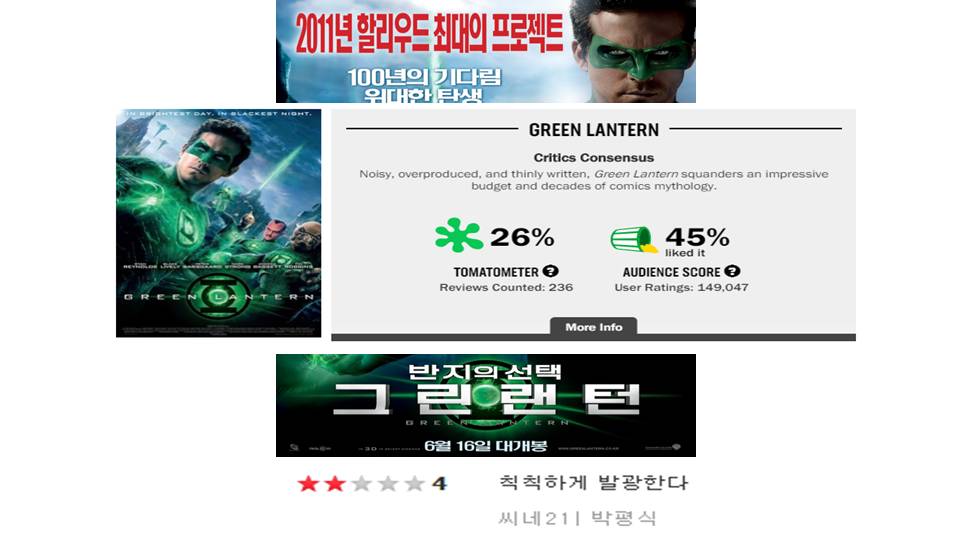 2011년 할리우드 최대의 프로젝트
100년의 기다림
위대한 탄생
IN BRIGHTEST DAY, IN BLACKEST NIGHT.
REYNOLDS LIVELY SARSGAARD STRONG BASSETT ROBBINS
GREEN LANTERN
GREEN LANTERN
Critics Consensus
Noisy, overproduced, and thinly written, Green Lantern squanders an impressive
budget and decades of comics mythology.
26%
TOMATOMETER ?
Reviews Counted: 236
45%
liked it
AUDIENCE SCORE ?
User Ratings: 149,047
More Info
반지의 선택
그린랜턴
GREEN LANTERN
6월 16일 대개봉
4 칙칙하게 발광한다
씨네21| 박평식